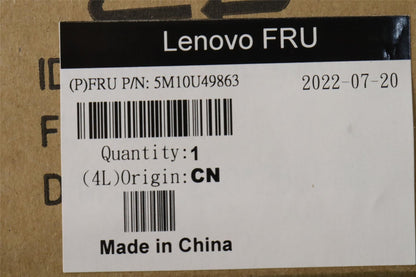 Lenovo FRU
(P)FRU P/N: 5M10U49863 2022-07-20
Quantity:1
(4L)Origin:CN
Made in China